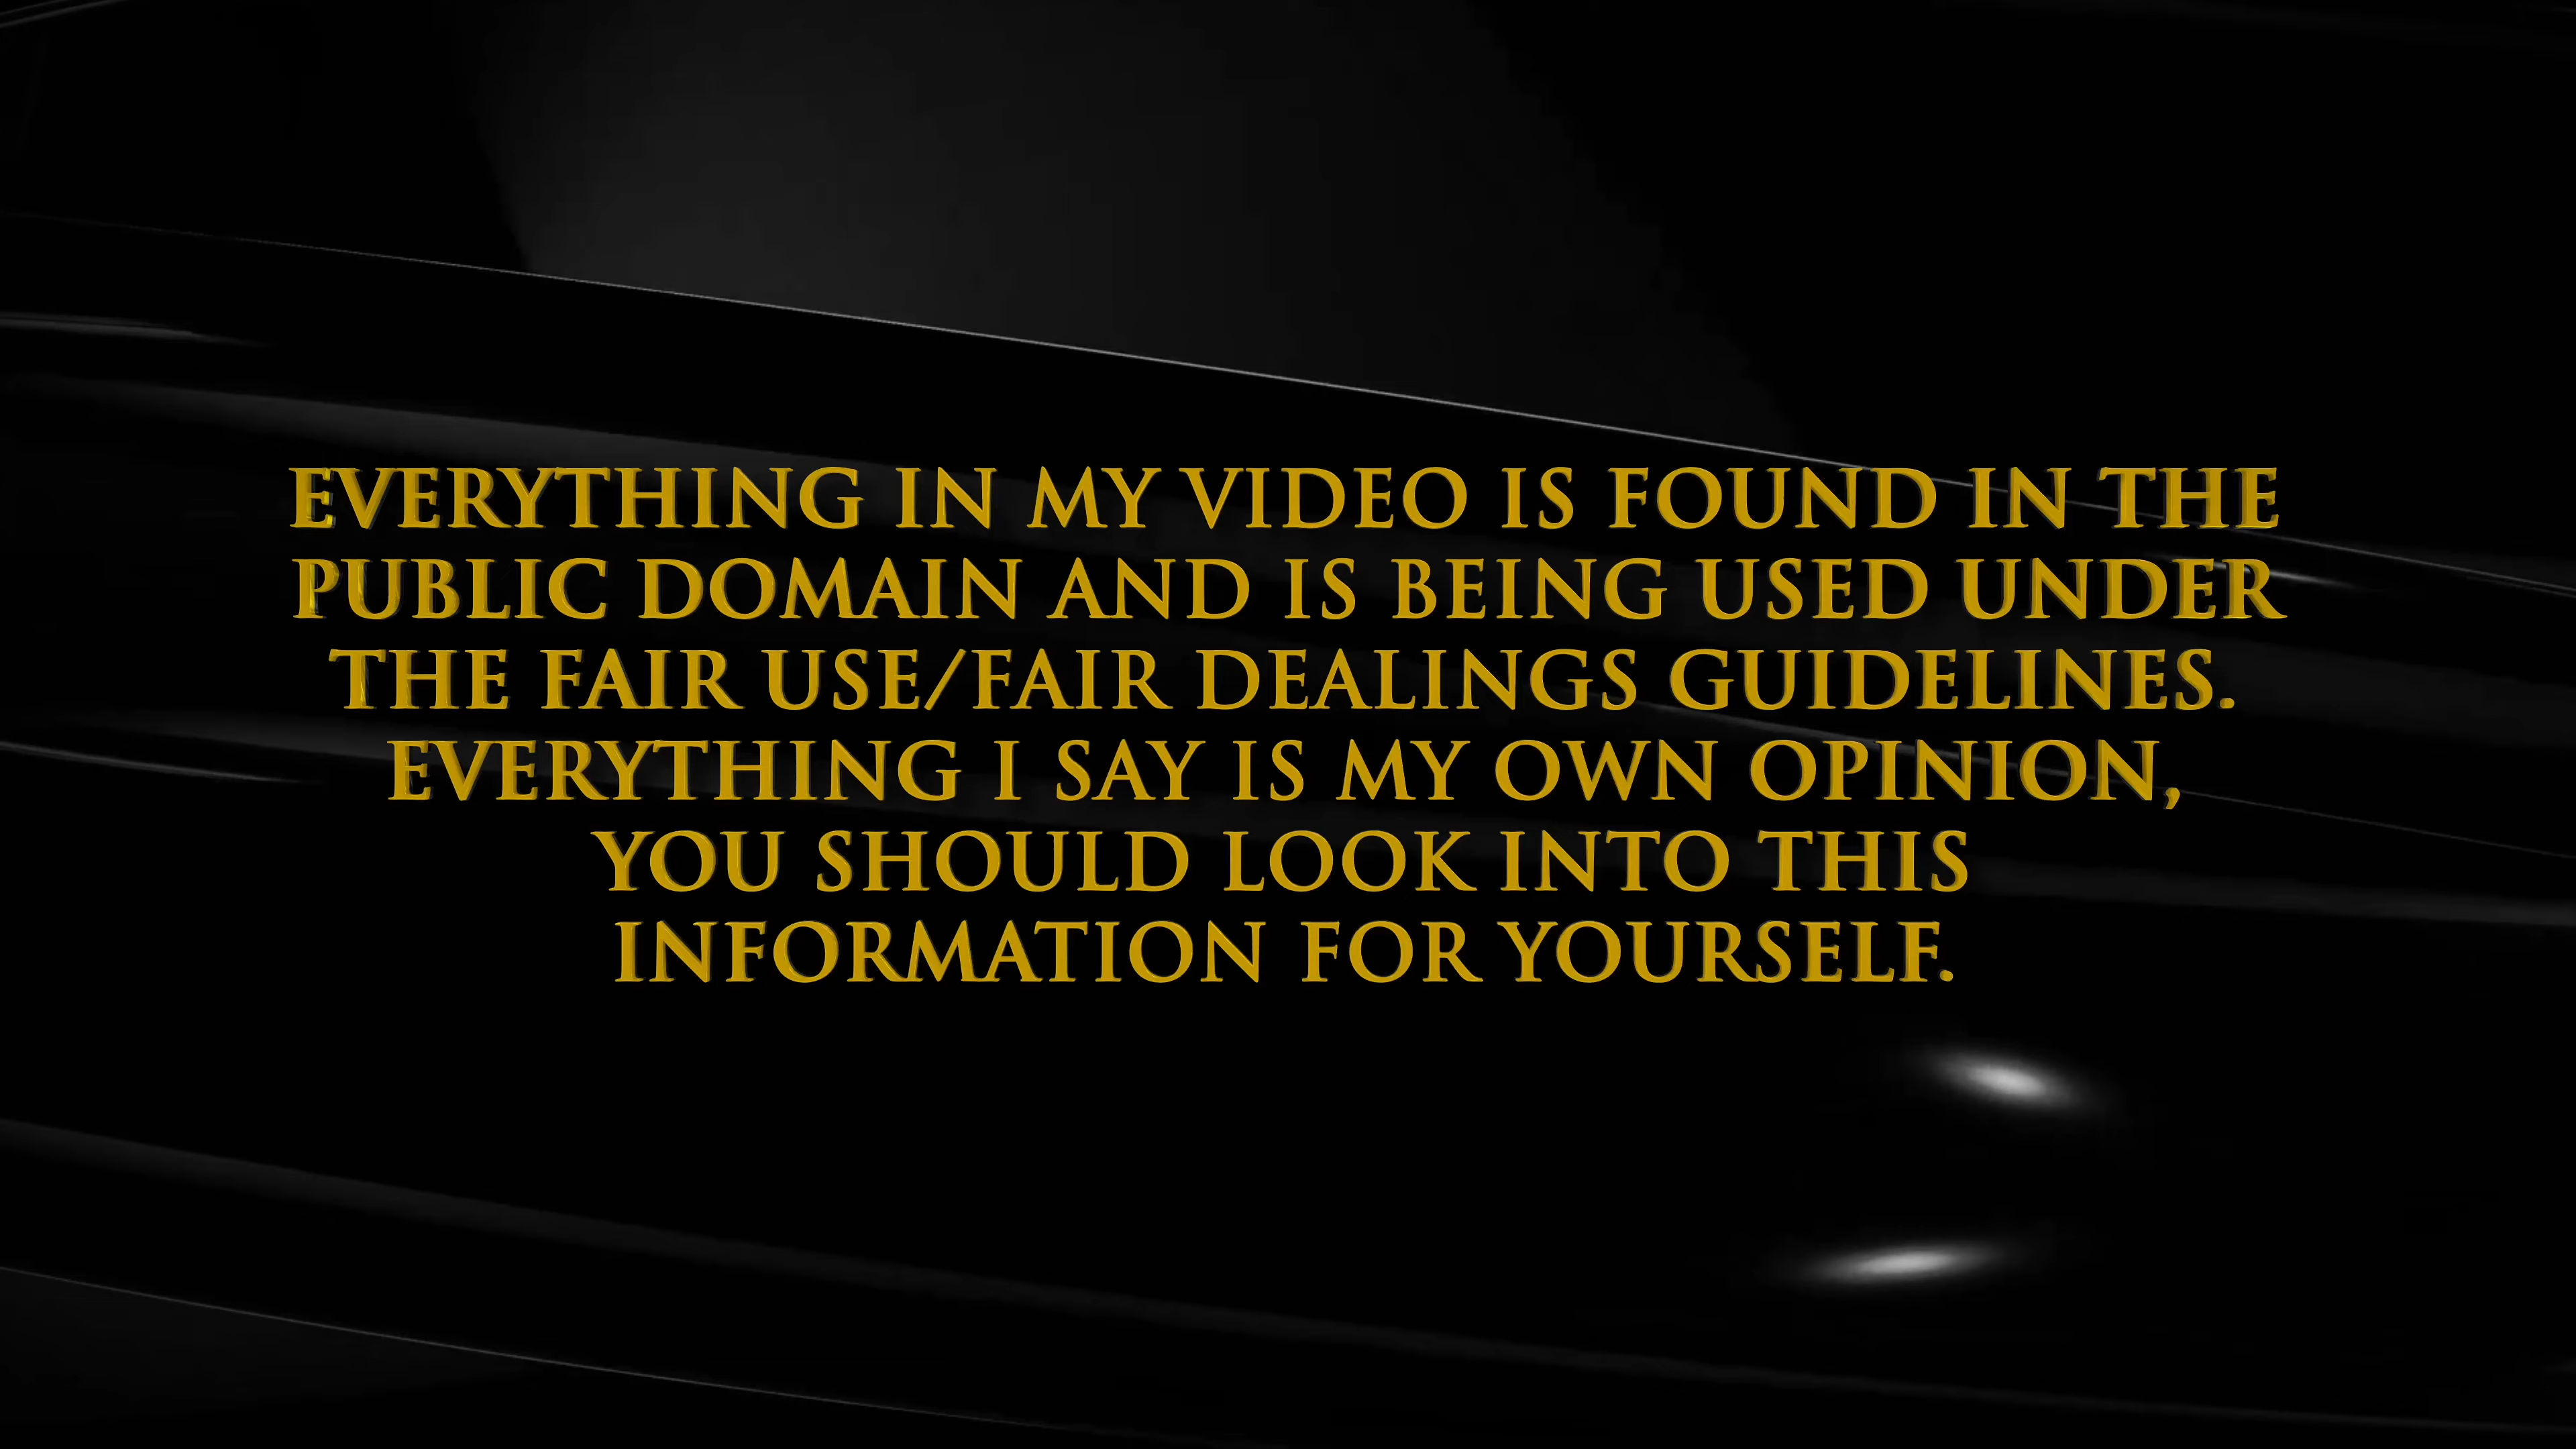 EVERYTHING IN MY VIDEO IS FOUND IN THE
PUBLIC DOMAIN AND IS BEING USED UNDER
THE FAIR USE/FAIR DEALINGS GUIDELINES.
EVERYTHING I SAY IS MY OWN OPINION,
YOU SHOULD LOOK INTO THIS
INFORMATION FOR YOURSELF.